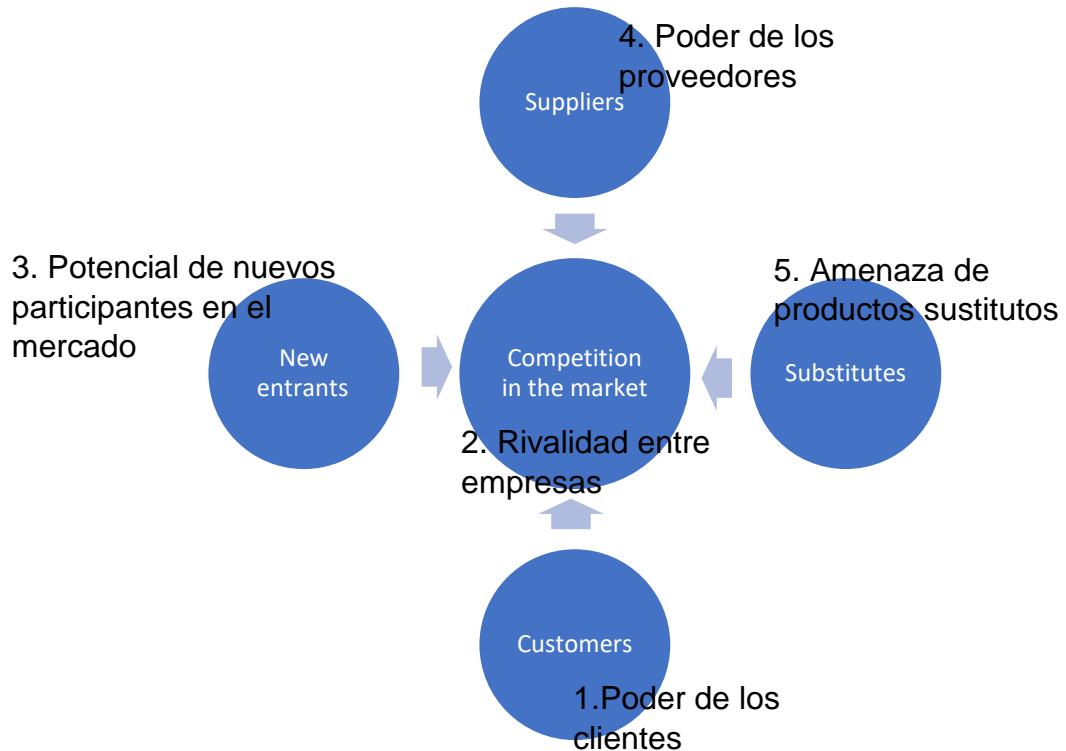 4. Poder de los
proveedores
Suppliers
3. Potencial de nuevos
participantes en el
mercado
New
entrants
Competition
in the market
2. Rivalidad entre
empresas
5. Amenaza de
productos sustitutos
Substitutes
Customers
1.Poder de los
clientes